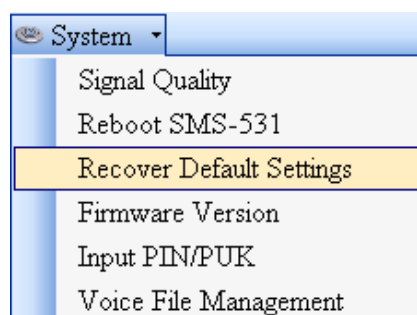 System
Signal Quality
Reboot SMS-531
Recover Default Settings
Firmware Version
Input PIN/PUK
Voice File Management